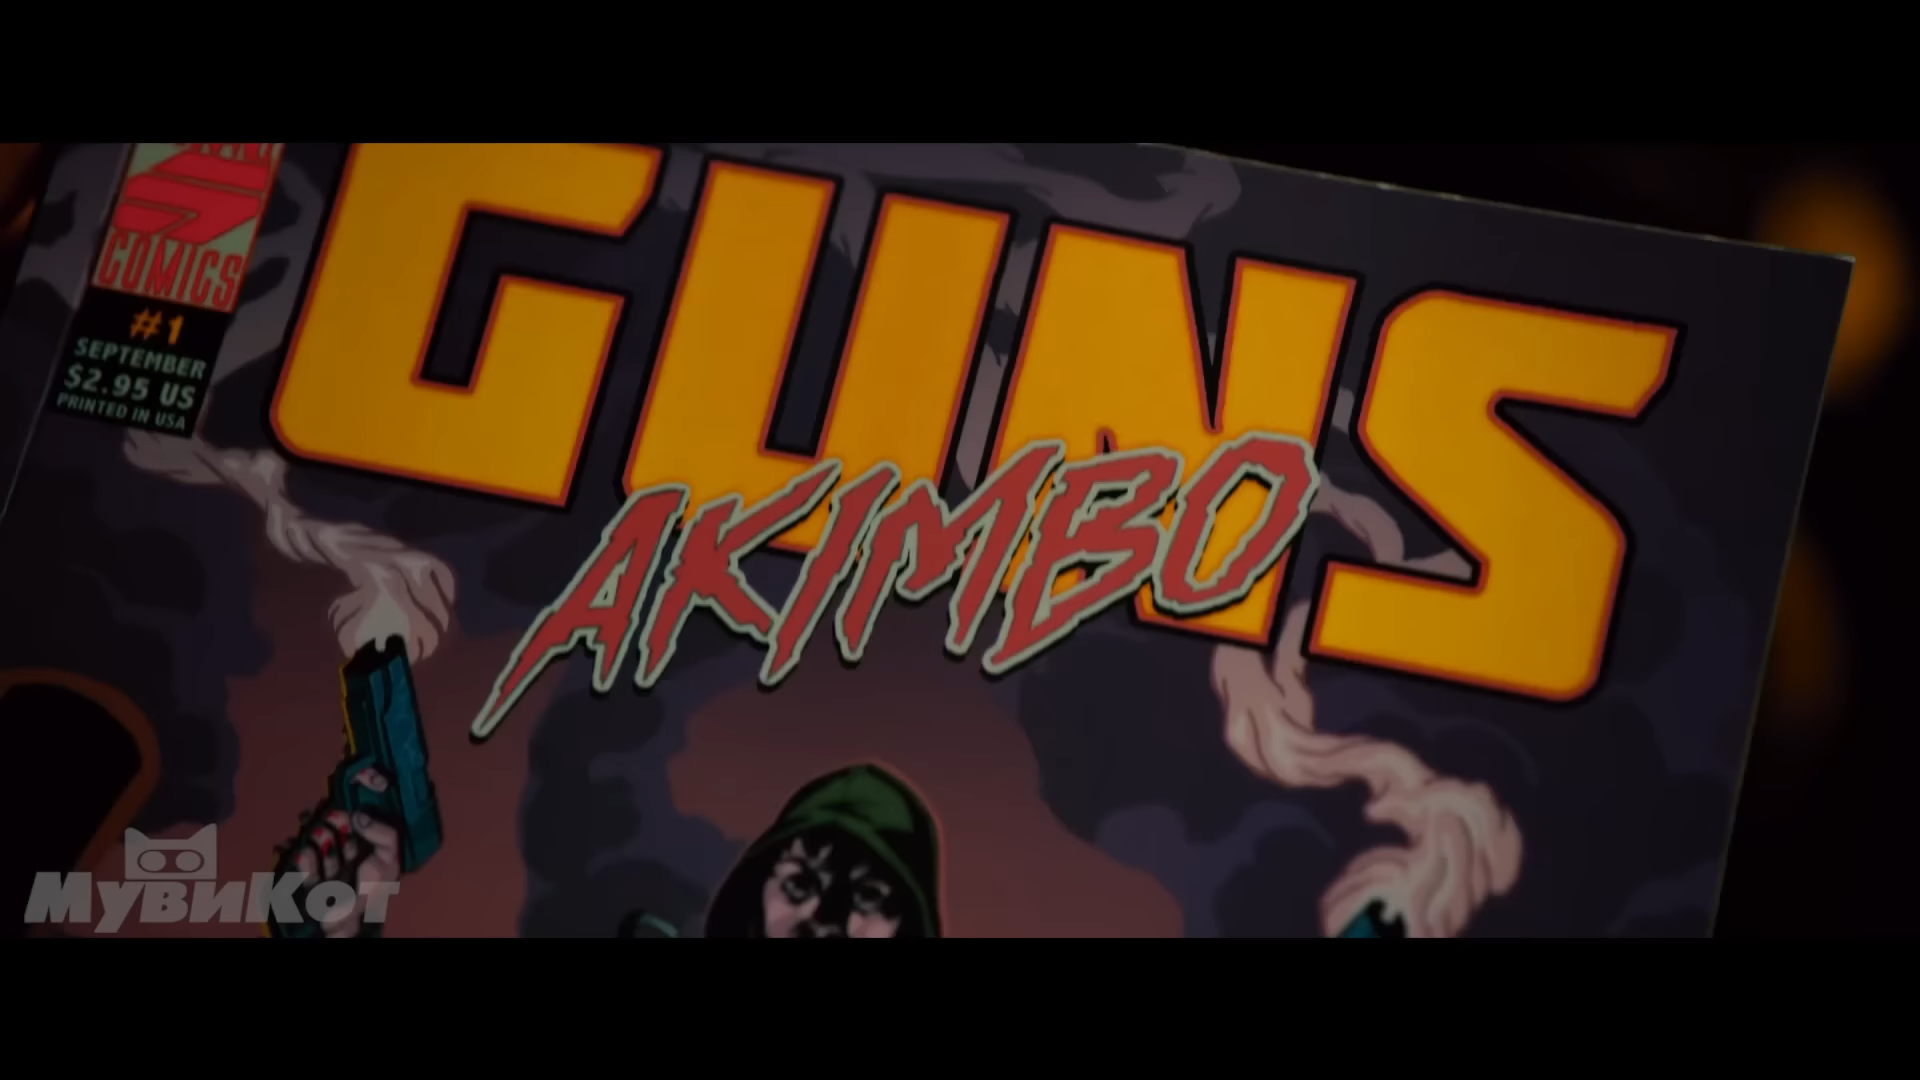 COMICS
#1
SEPTEMBER
$2.95 US
PRINTED IN USA
GUNS
AKIMBO
МувиКот